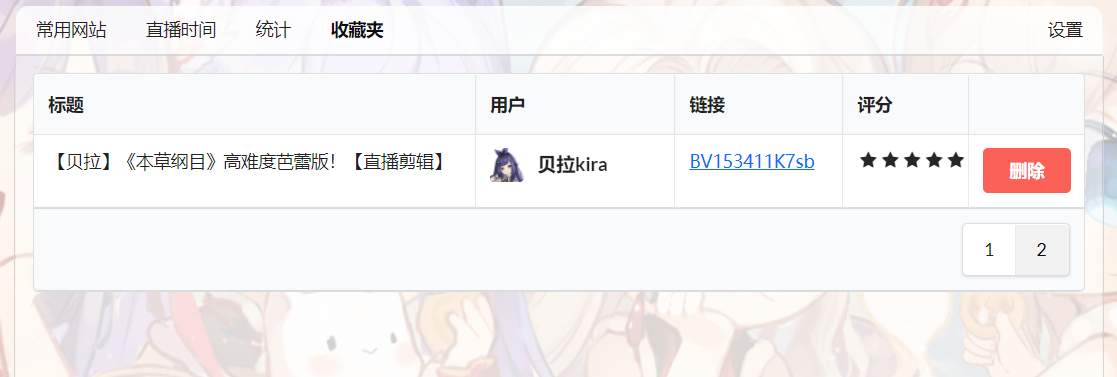 常用网站 直播时间 统计 收藏夹 设置
标题 用户 链接 评分
【贝拉】《本草纲目》高难度芭蕾版！【直播剪辑】 贝拉kira BV153411K7sb ★★★★★ 删除
1 2